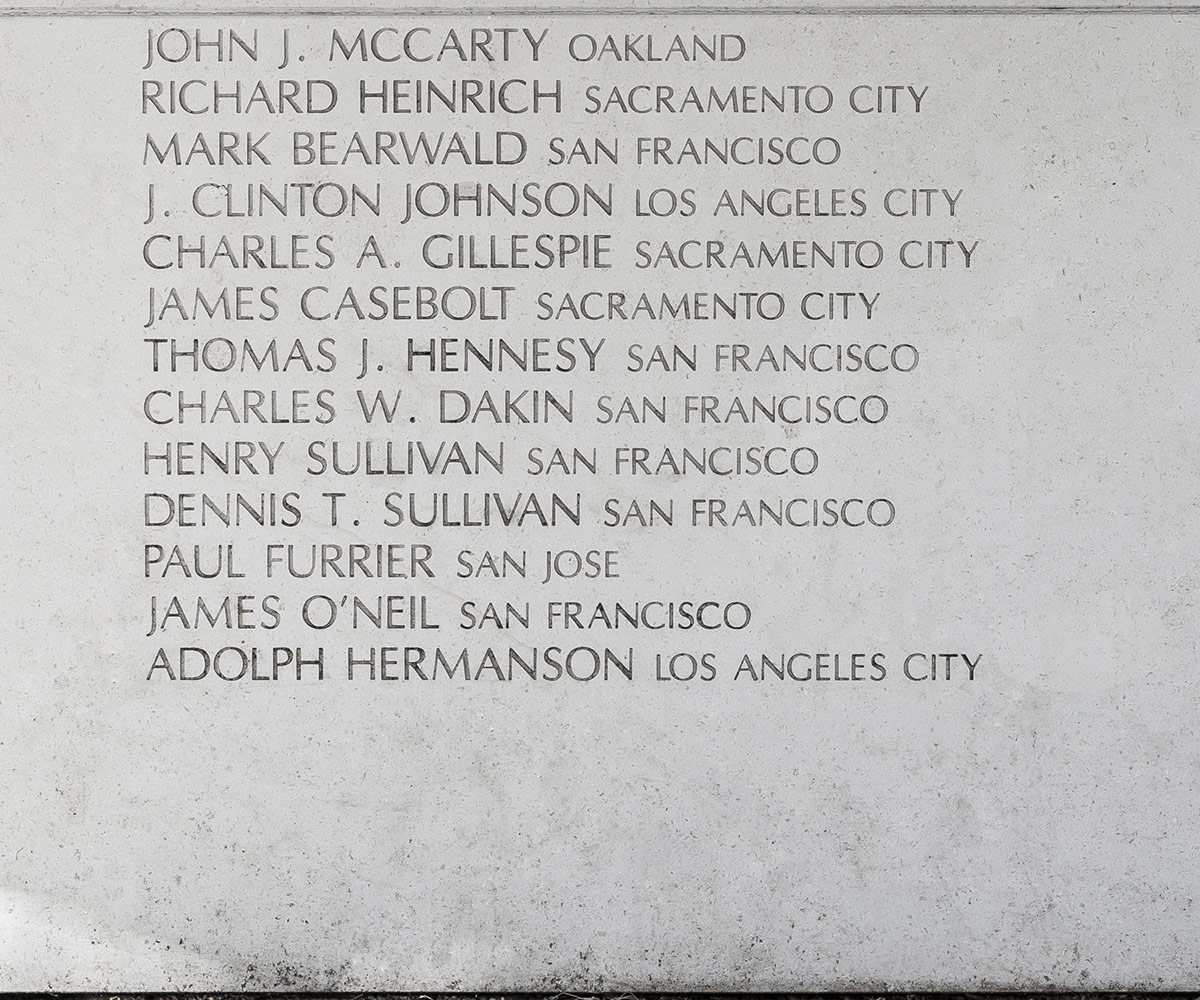 JOHN J. MCCARTY OAKLAND
RICHARD HEINRICH SACRAMENTO CITY
MARK BEARWALD SAN FRANCISCO
J. CLINTON JOHNSON LOS ANGELES CITY
CHARLES A. GILLESPIE SACRAMENTO CITY
JAMES CASEBOLT SACRAMENTO CITY
THOMAS J. HENNESY SAN FRANCISCO
CHARLES W. DAKIN SAN FRANCISCO
HENRY SULLIVAN SAN FRANCISCO
DENNIS T. SULLIVAN SAN FRANCISCO
PAUL FURRIER SAN JOSE
JAMES O'NEIL SAN FRANCISCO
ADOLPH HERMANSON LOS ANGELES CITY